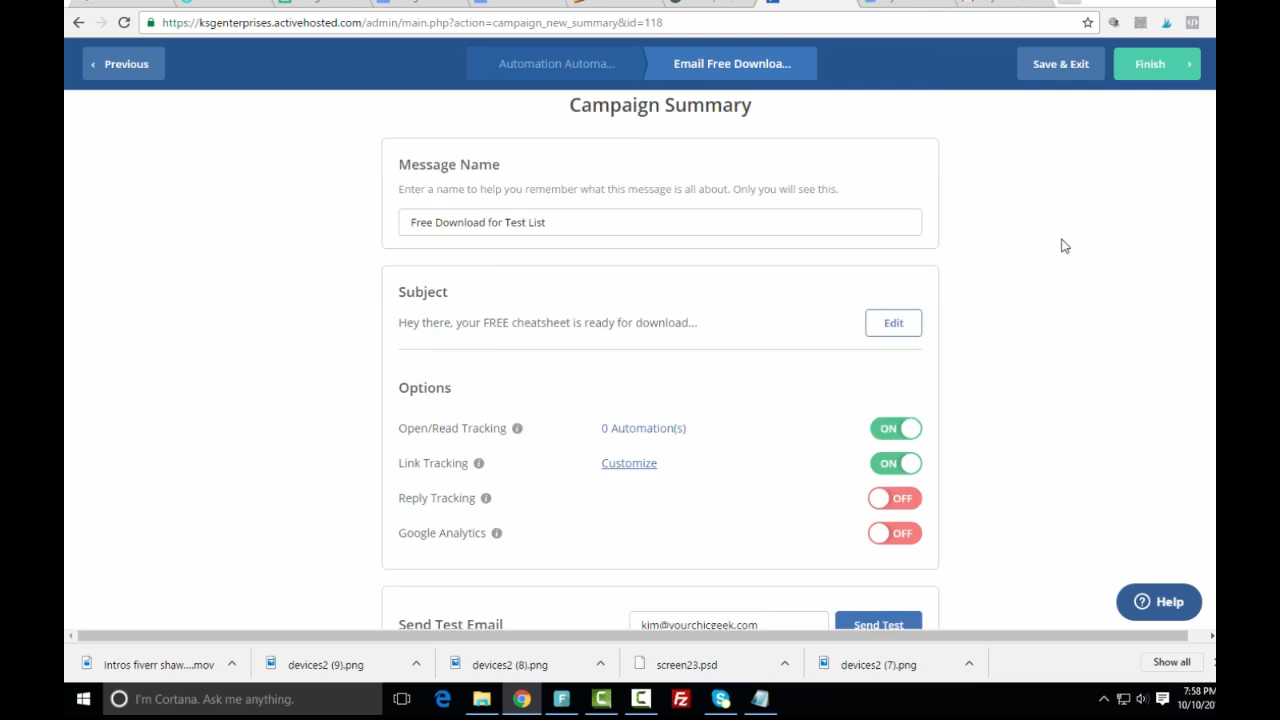 https://ksgenterprises.activehosted.com/admin/main.php?action=campaign_new_summary&id=118
Previous
Automation Automa...
Email Free Downloa...
Save & Exit
Finish
Campaign Summary
Message Name
Enter a name to help you remember what this message is all about. Only you will see this.
Free Download for Test List
Subject
Hey there, your FREE cheatsheet is ready for download...
Edit
Options
Open/Read Tracking
0 Automation(s)
ON
Link Tracking
Customize
ON
Reply Tracking
OFF
Google Analytics
OFF
Help
Send Test Email
kim@yourchicgeek.com
Send Test
Intros fiverr shaw....mov
devices2 (9).png
devices2 (8).png
screen23.psd
devices2 (7).png
Show all
I'm Cortana. Ask me anything.
7:58 PM
10/10/20